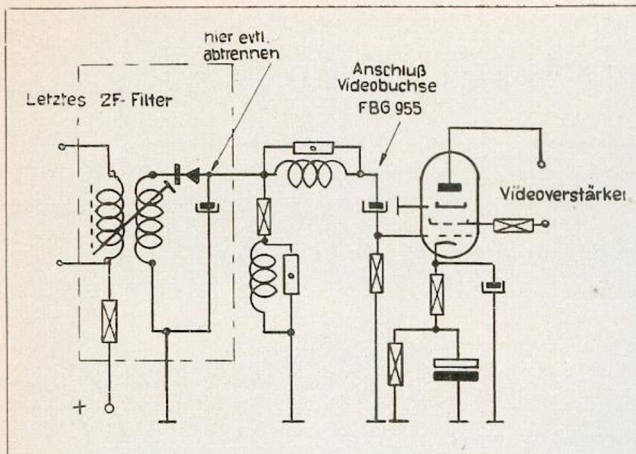 hier evtl.
abtrennen
Anschluß
Videobuchse
FBG 955
Letztes ZF-Filter
Videoverstärker
+